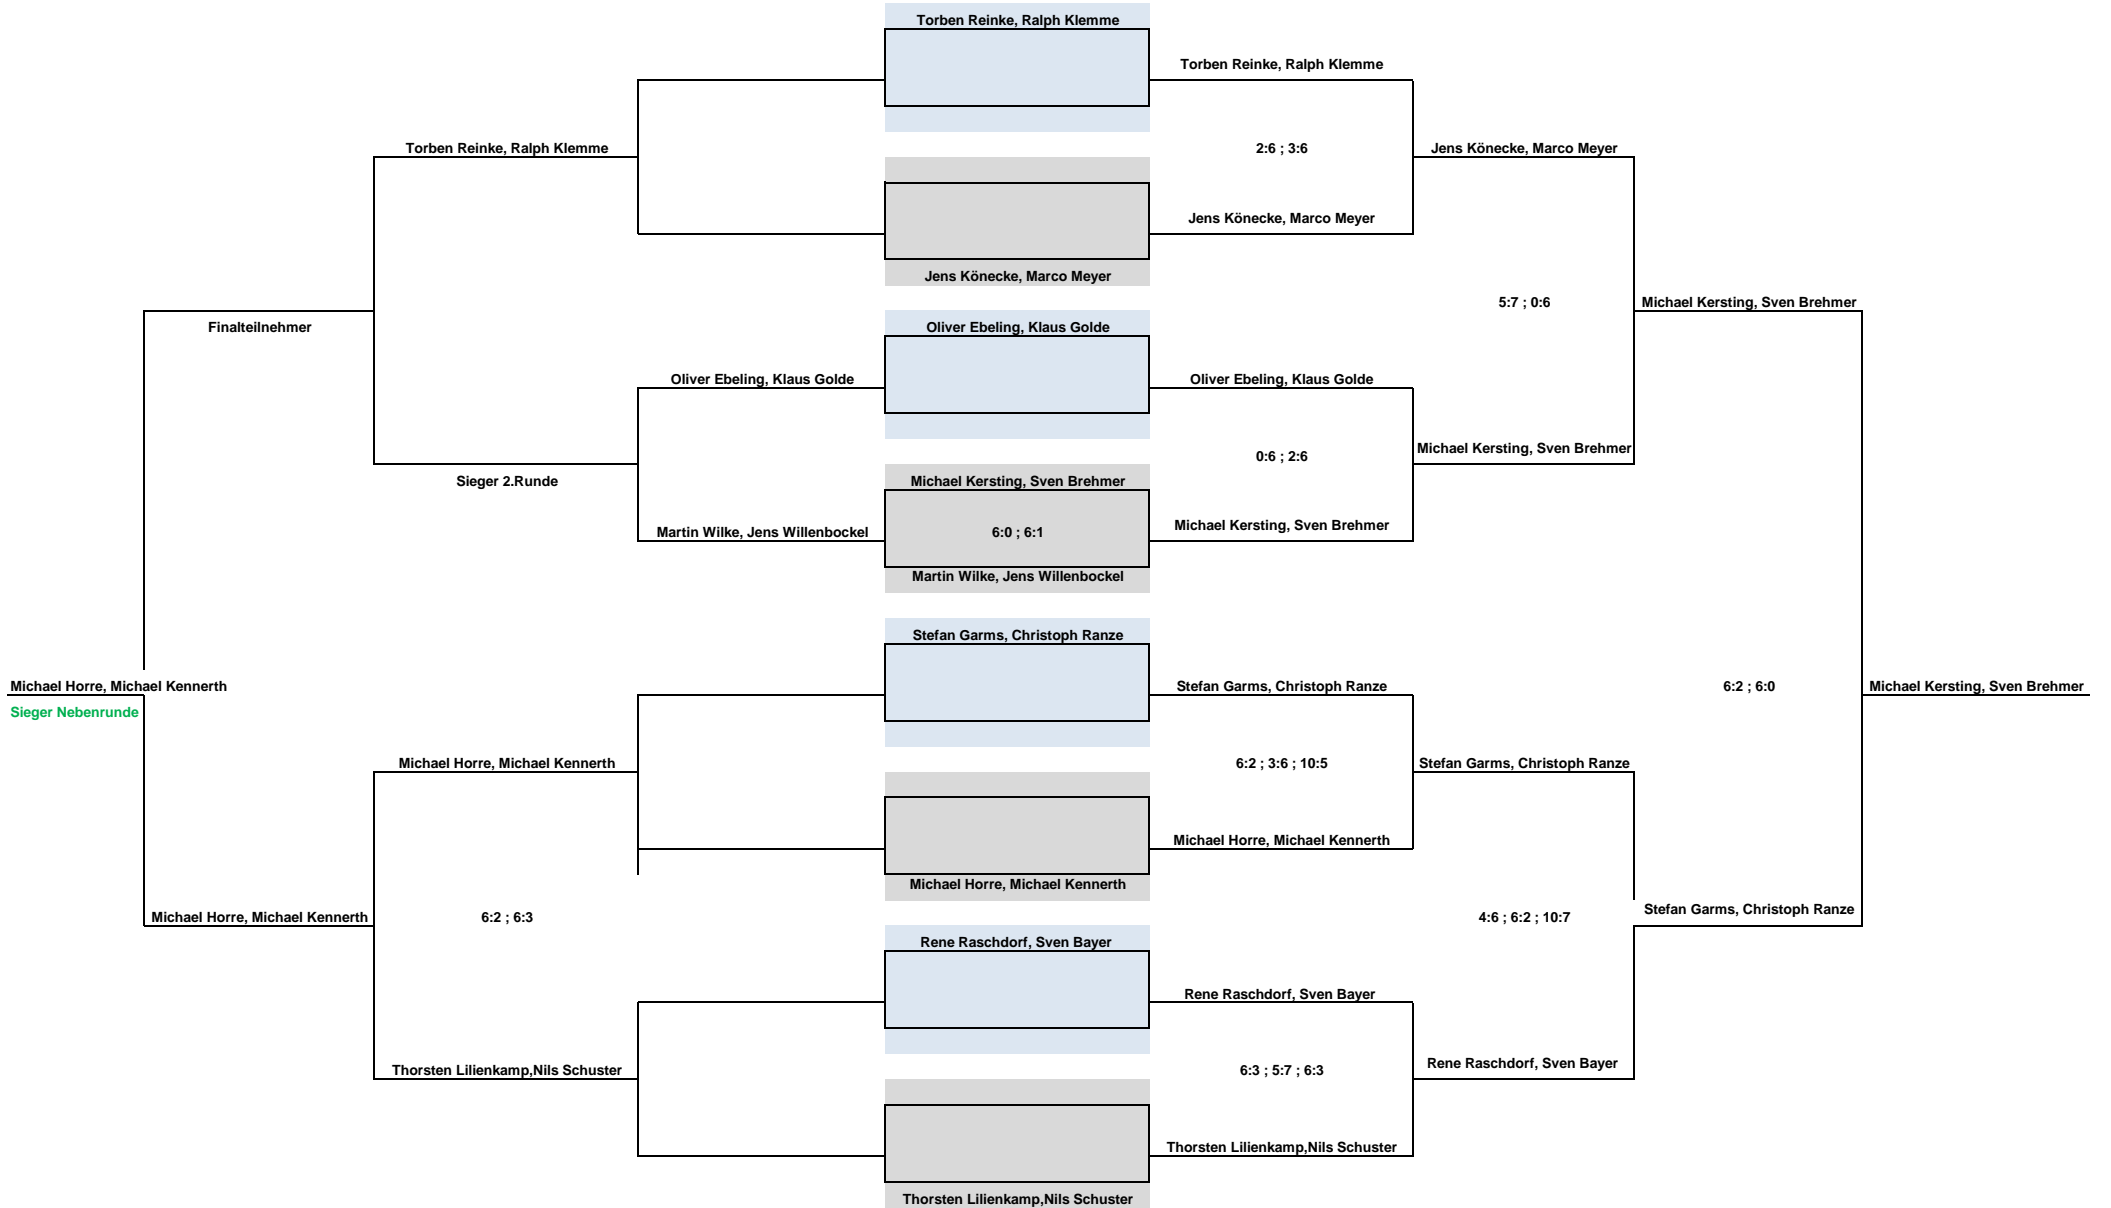 Torben Reinke, Ralph Klemme
Torben Reinke, Ralph Klemme
Torben Reinke, Ralph Klemme
2:6 ; 3:6
Jens Könecke, Marco Meyer
Jens Könecke, Marco Meyer
Jens Könecke, Marco Meyer
5:7 ; 0:6
Michael Kersting, Sven Brehmer
Finalteilnehmer
Oliver Ebeling, Klaus Golde
Oliver Ebeling, Klaus Golde
Oliver Ebeling, Klaus Golde
0:6 ; 2:6
Michael Kersting, Sven Brehmer
Sieger 2.Runde
Michael Kersting, Sven Brehmer
Martin Wilke, Jens Willenbockel
6:0 ; 6:1
Michael Kersting, Sven Brehmer
Martin Wilke, Jens Willenbockel
Stefan Garms, Christoph Ranze
Michael Horre, Michael Kennerth
Stefan Garms, Christoph Ranze
6:2 ; 6:0
Michael Kersting, Sven Brehmer
Sieger Nebenrunde
Michael Horre, Michael Kennerth
6:2 ; 3:6 ; 10:5
Stefan Garms, Christoph Ranze
Michael Horre, Michael Kennerth
Michael Horre, Michael Kennerth
Michael Horre, Michael Kennerth
6:2 ; 6:3
4:6 ; 6:2 ; 10:7
Stefan Garms, Christoph Ranze
Rene Raschdorf, Sven Bayer
Rene Raschdorf, Sven Bayer
Thorsten Lilienkamp,Nils Schuster
6:3 ; 5:7 ; 6:3
Rene Raschdorf, Sven Bayer
Thorsten Lilienkamp,Nils Schuster
Thorsten Lilienkamp,Nils Schuster